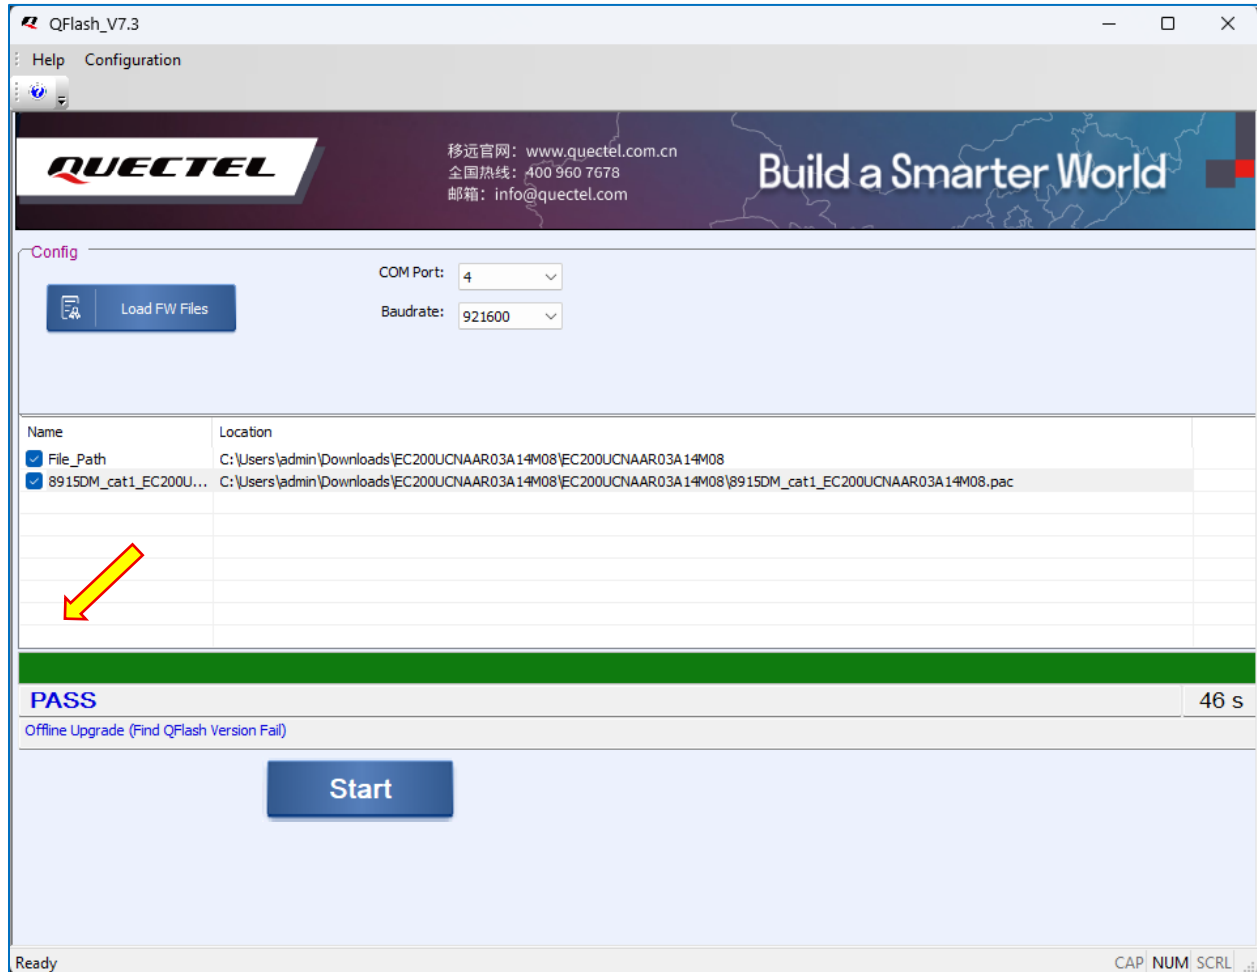 QFlash_V7.3
Help Configuration
QUECTEL
移远官网：www.quectel.com.cn
全国热线：400 960 7678
邮箱：info@quectel.com
Build a Smarter World
Config
Load FW Files
COM Port: 4
Baudrate: 921600
Name Location
File_Path C:\Users\admin\Downloads\EC200UCNAAR03A14M08\EC200UCNAAR03A14M08
8915DM_cat1_EC200U... C:\Users\admin\Downloads\EC200UCNAAR03A14M08\EC200UCNAAR03A14M08\8915DM_cat1_EC200UCNAAR03A14M08.pac
PASS 46 s
Offline Upgrade (Find QFlash Version Fail)
Start
Ready CAP NUM SCRL